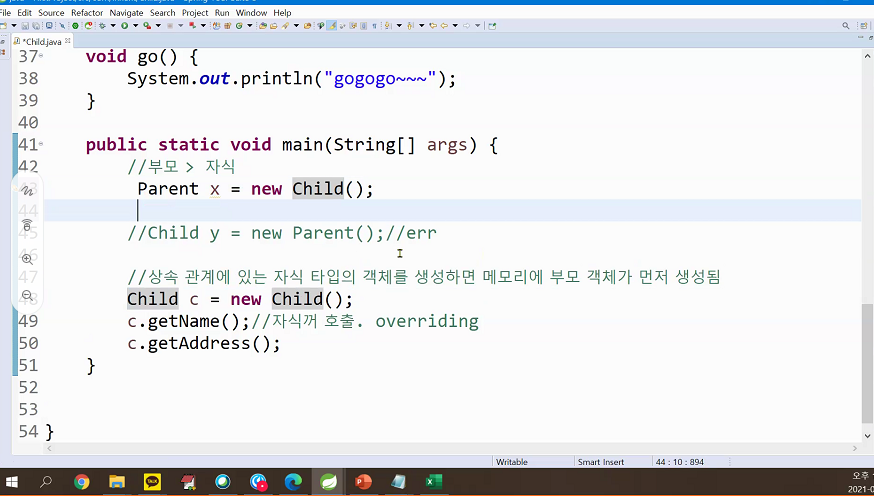 File Edit Source Refactor Navigate Search Project Run Window Help
*Child.java
37 void go() {
38 System.out.println("gogogo~~~");
39 }
40
41 public static void main(String[] args) {
42 //부모 > 자식
43 Parent x = new Child();
44
45 //Child y = new Parent();//err
46
47 //상속 관계에 있는 자식 타입의 객체를 생성하면 메모리에 부모 객체가 먼저 생성됨
48 Child c = new Child();
49 c.getName();//자식꺼 호출. overriding
50 c.getAddress();
51 }
52
53
54 }
Writable Smart Insert 44 : 10 : 894
TALK
오후
2021-0